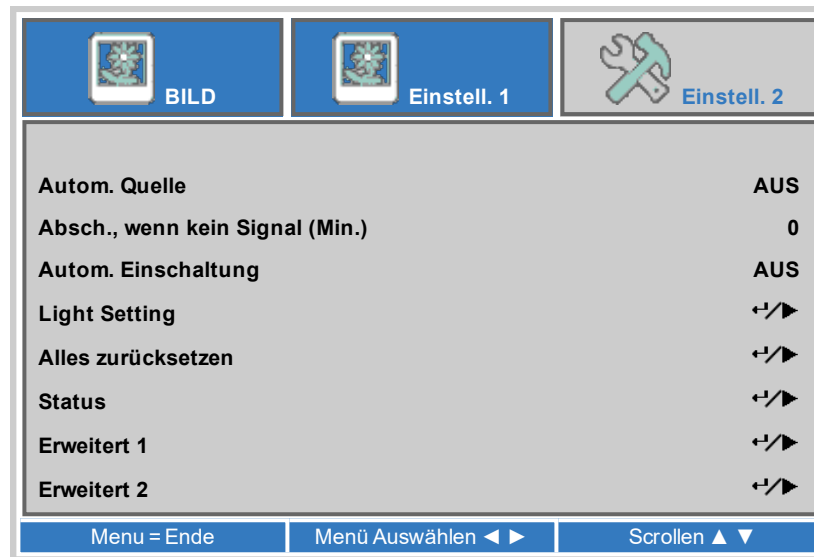 BILD Einstell. 1 Einstell. 2
Autom. Quelle AUS
Absch., wenn kein Signal (Min.) 0
Autom. Einschaltung AUS
Light Setting ↵/▶
Alles zurücksetzen ↵/▶
Status ↵/▶
Erweitert 1 ↵/▶
Erweitert 2 ↵/▶
Menu = Ende Menü Auswählen ◄ ► Scrollen ▲ ▼